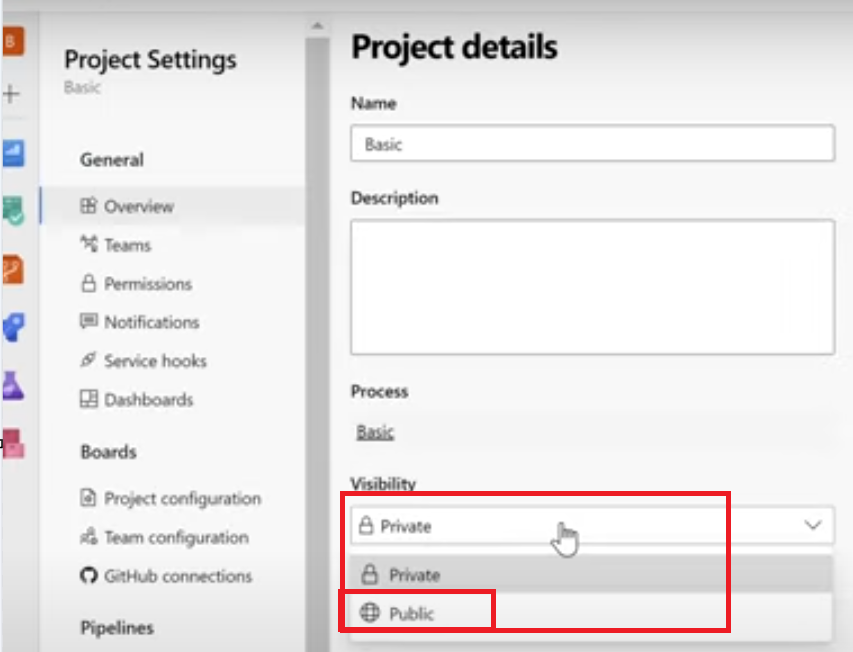 B
Project Settings
Basic
General
Overview
Teams
Permissions
Notifications
Service hooks
Dashboards
Boards
Project configuration
Team configuration
GitHub connections
Pipelines
Project details
Name
Basic
Description
Process
Basic
Visibility
Private
Private
Public